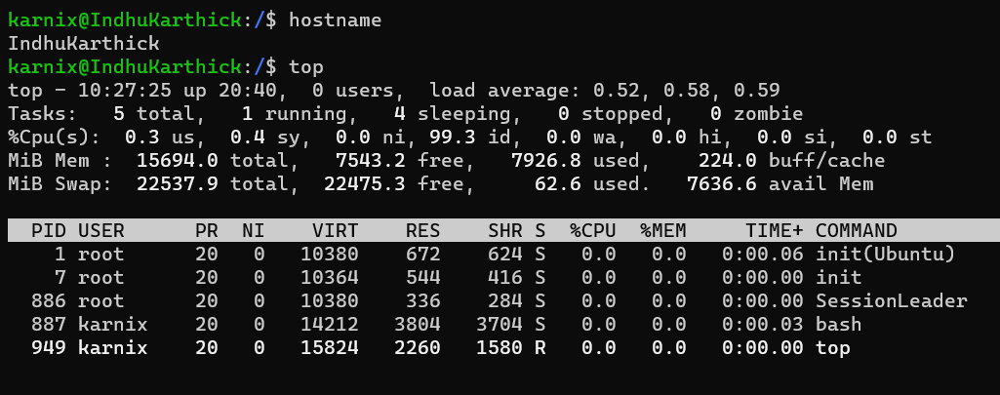 karnix@IndhuKarthick:/$ hostname
IndhuKarthick
karnix@IndhuKarthick:/$ top
top - 10:27:25 up 20:40,  0 users,  load average: 0.52, 0.58, 0.59
Tasks:   5 total,   1 running,   4 sleeping,   0 stopped,   0 zombie
%Cpu(s):  0.3 us,  0.4 sy,  0.0 ni, 99.3 id,  0.0 wa,  0.0 hi,  0.0 si,  0.0 st
MiB Mem :  15694.0 total,   7543.2 free,   7926.8 used,    224.0 buff/cache
MiB Swap:  22537.9 total,  22475.3 free,     62.6 used.   7636.6 avail Mem
  PID USER      PR  NI    VIRT    RES    SHR S  %CPU  %MEM     TIME+ COMMAND
    1 root      20   0   10380    672    624 S   0.0   0.0   0:00.06 init(Ubuntu)
    7 root      20   0   10364    544    416 S   0.0   0.0   0:00.00 init
  886 root      20   0   10380    336    284 S   0.0   0.0   0:00.00 SessionLeader
  887 karnix    20   0   14212   3804   3704 S   0.0   0.0   0:00.03 bash
  949 karnix    20   0   15824   2260   1580 R   0.0   0.0   0:00.00 top